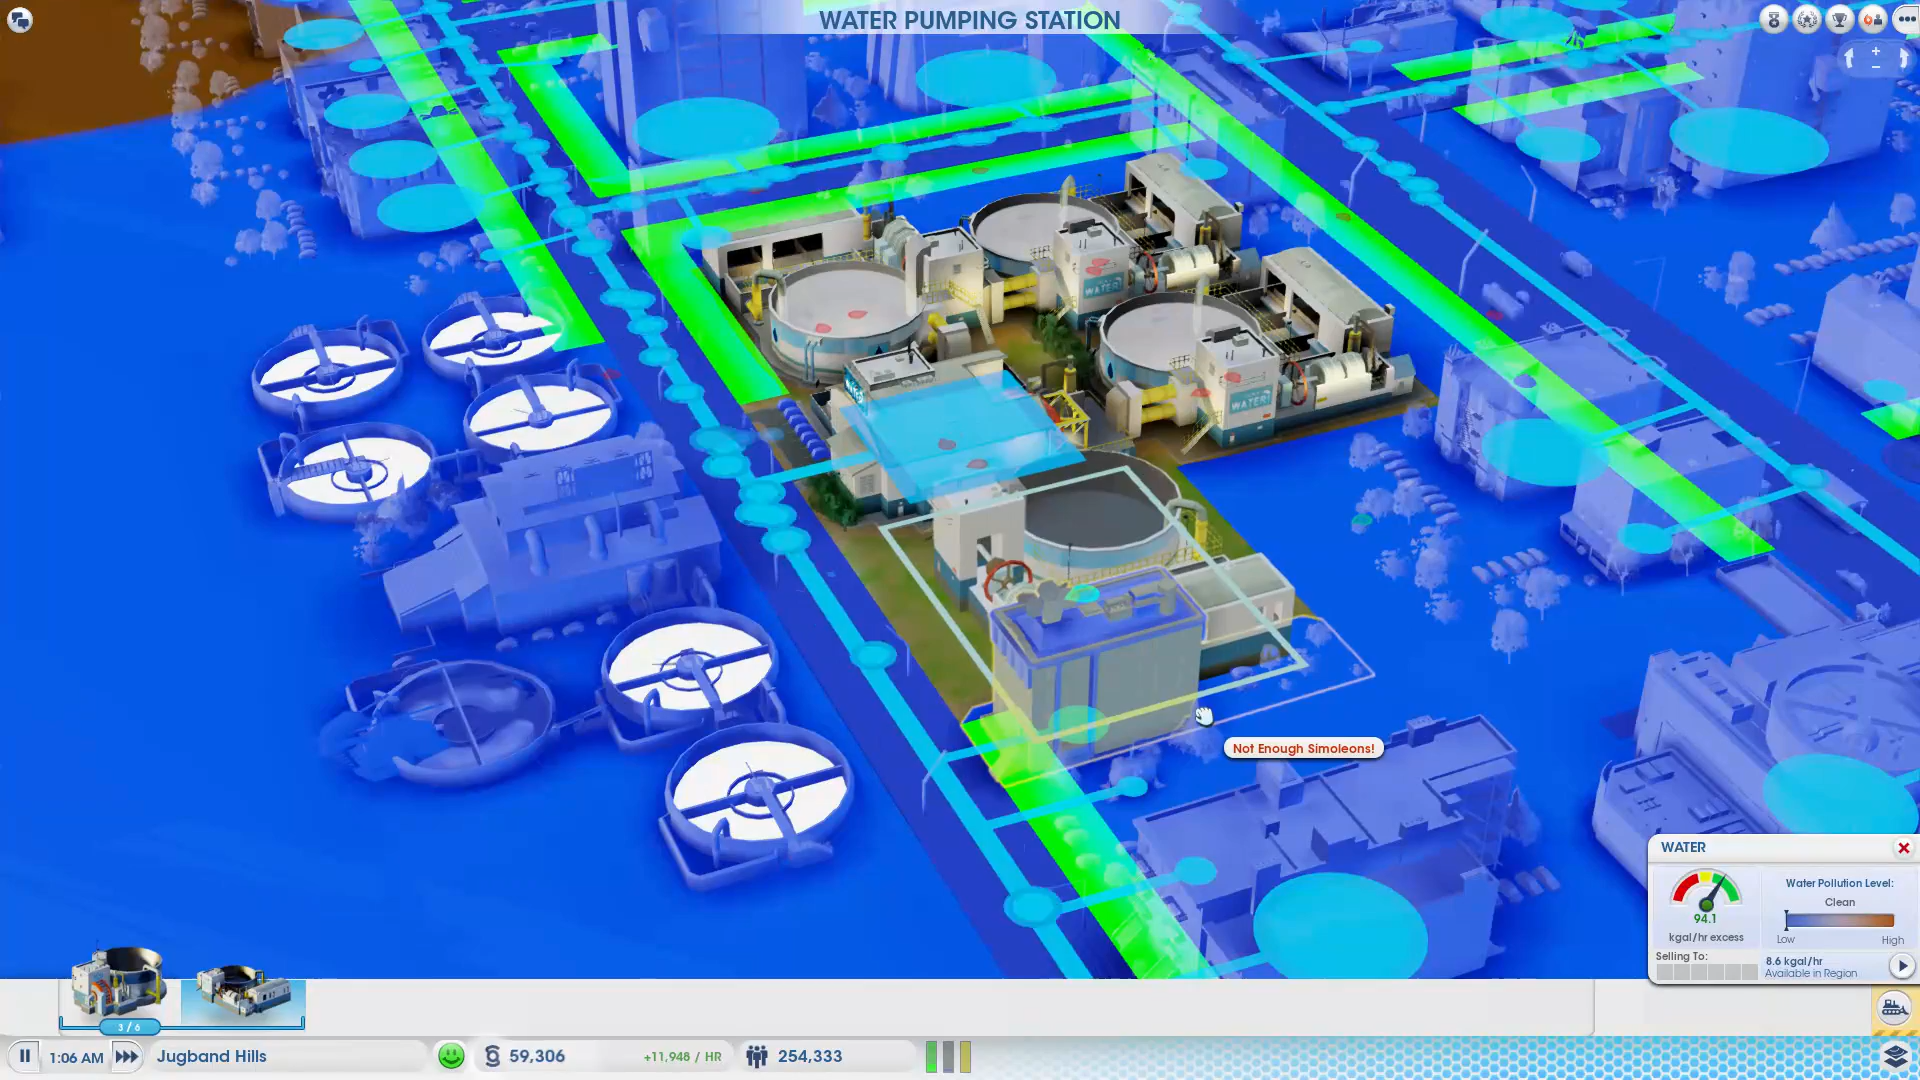 WATER PUMPING STATION
WATER
WATER
WATER
Not Enough Simoleons!
WATER
94.1
kgal/hr excess
Water Pollution Level:
Clean
Low
High
Selling To:
8.6 kgal/hr
Available in Region
3 / 6
1:06 AM
Jugband Hills
59,306
+11,948 / HR
254,333